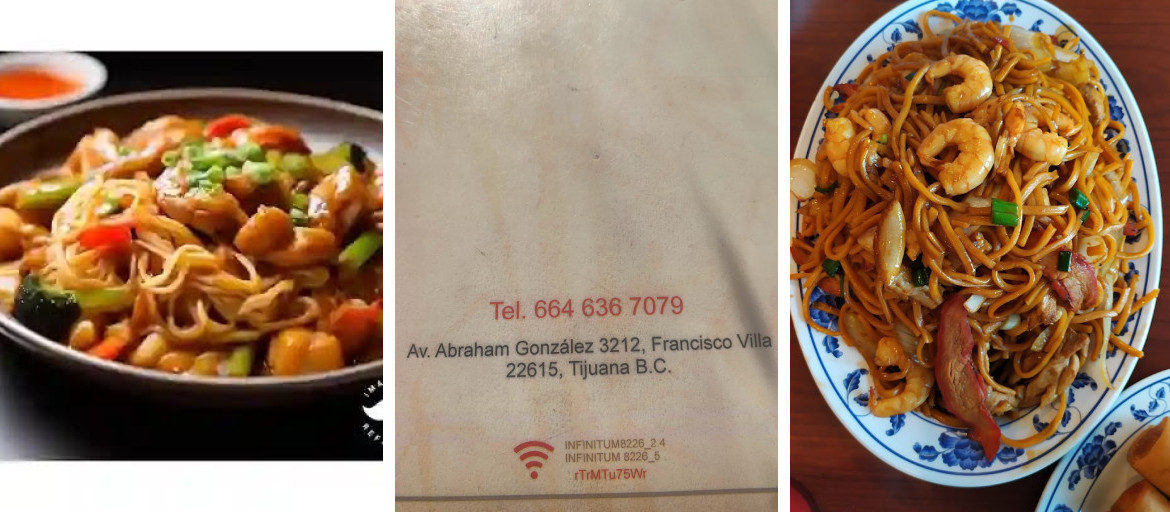 Tel. 664 636 7079
Av. Abraham González 3212, Francisco Villa
22615, Tijuana B.C.
INFINITUM8226_2.4
INFINITUM 8226_5
rTrMTu75Wr